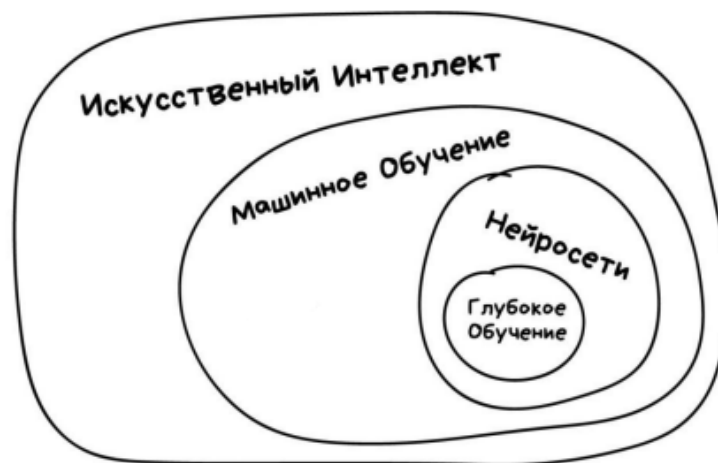 Искусственный Интеллект
Машинное Обучение
Нейросети
Глубокое
Обучение